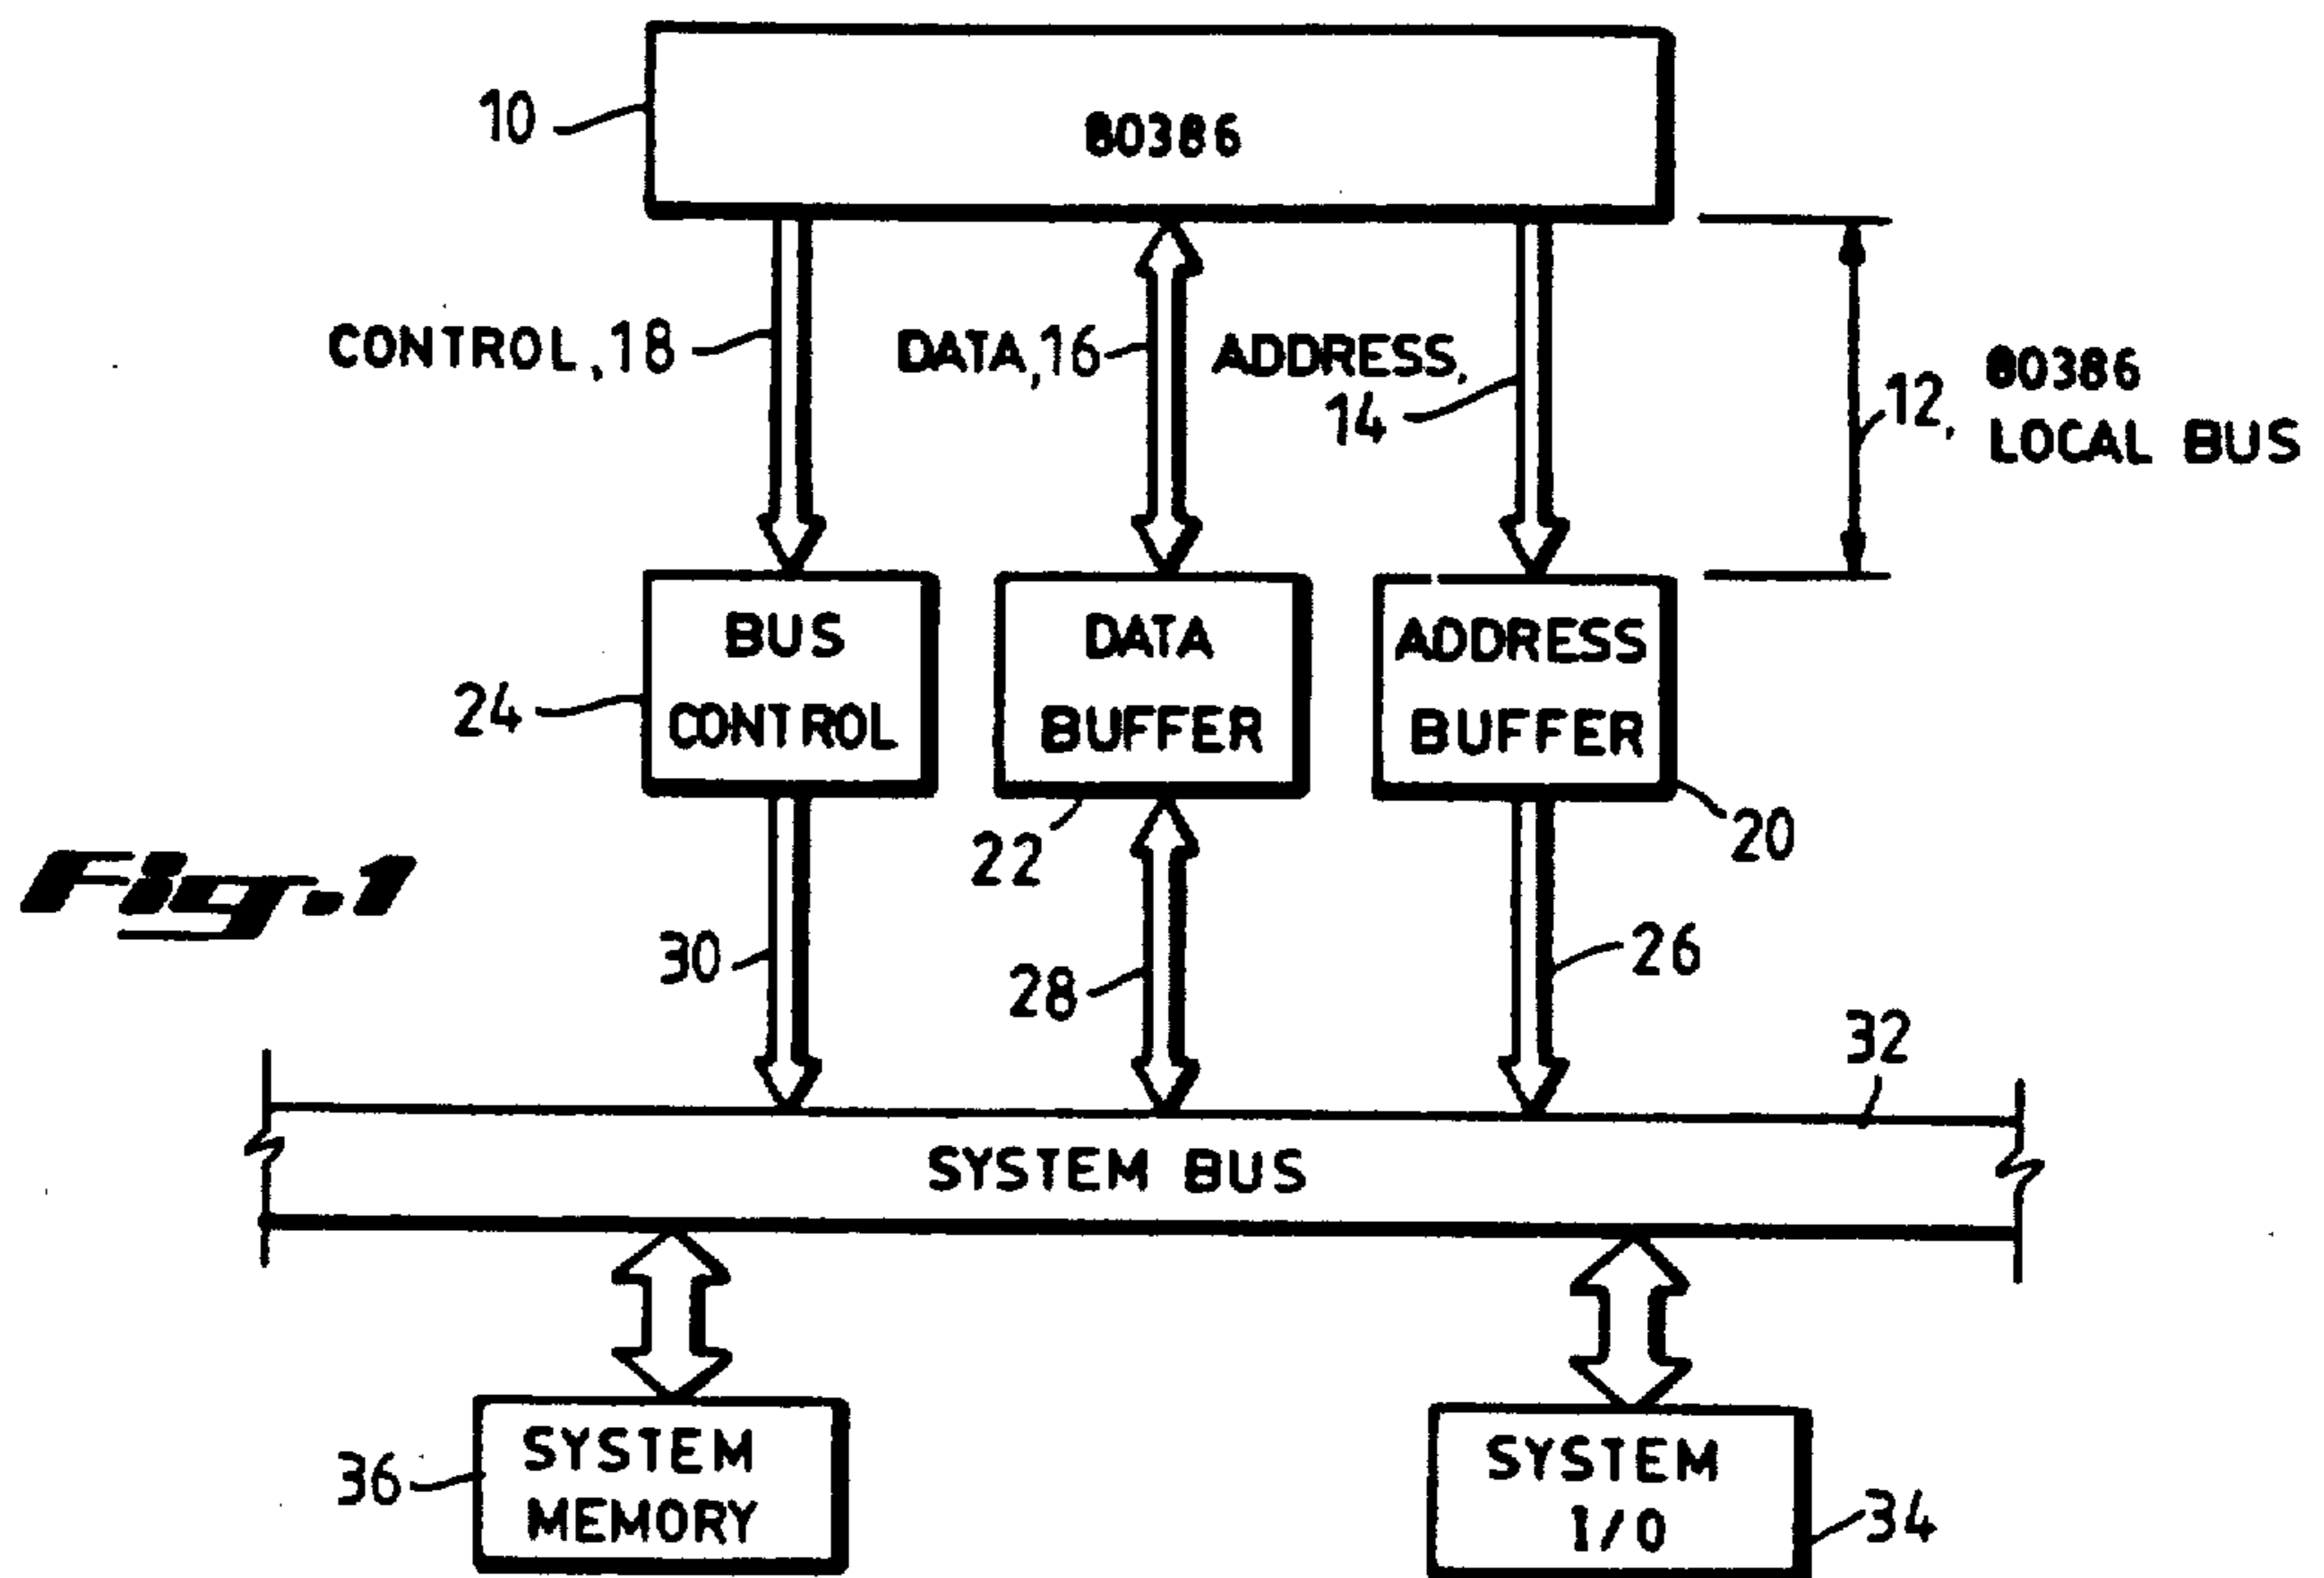 10
80386
CONTROL,18
DATA,16
ADDRESS,
14
12,
80386
LOCAL BUS
BUS
CONTROL
24
DATA
BUFFER
22
ADDRESS
BUFFER
20
Fig.1
30
28
26
32
SYSTEM BUS
36
SYSTEM
MEMORY
SYSTEM
I/O
34